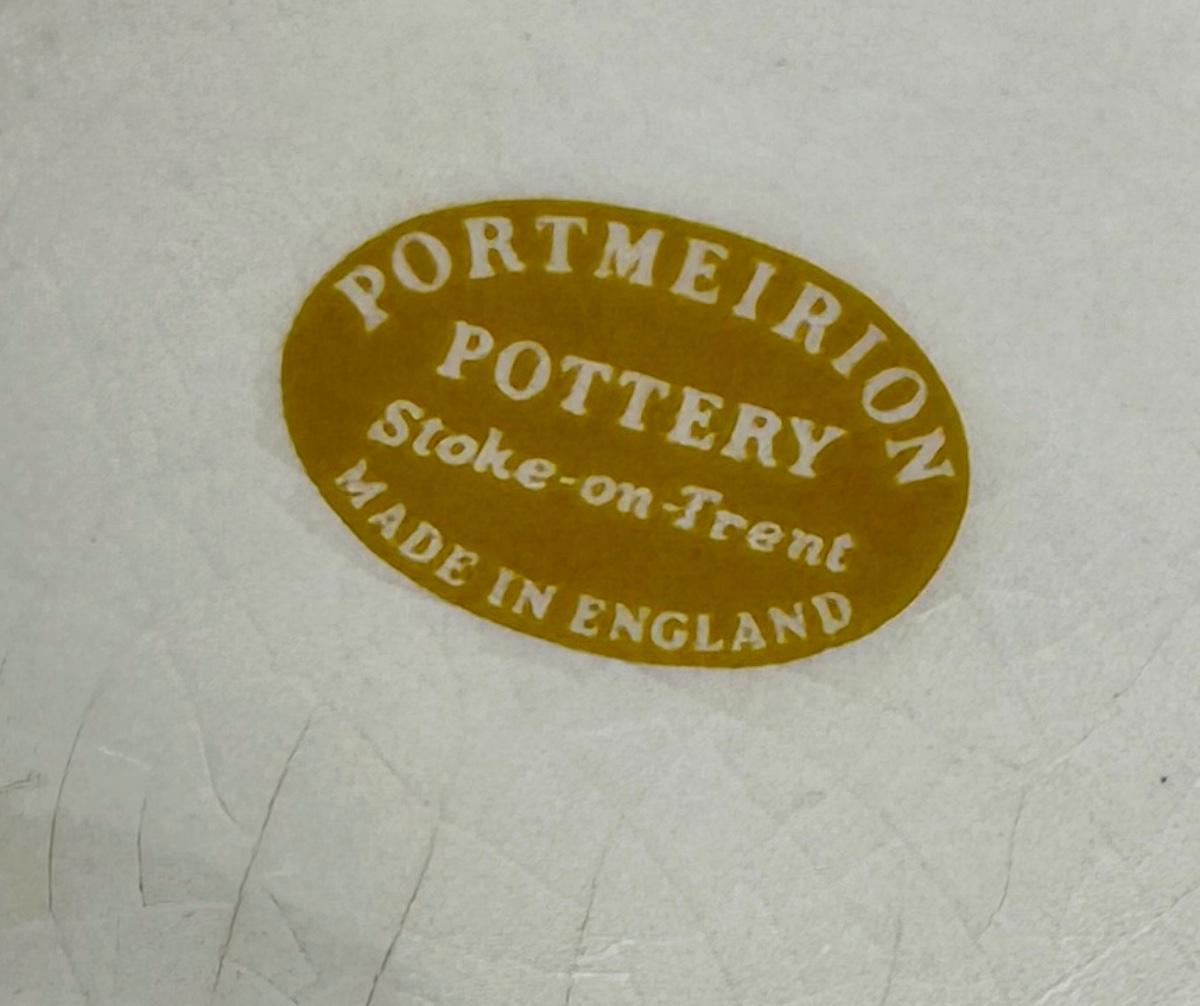 PORTMEIRION
POTTERY
Stoke-on-Trent
MADE IN ENGLAND